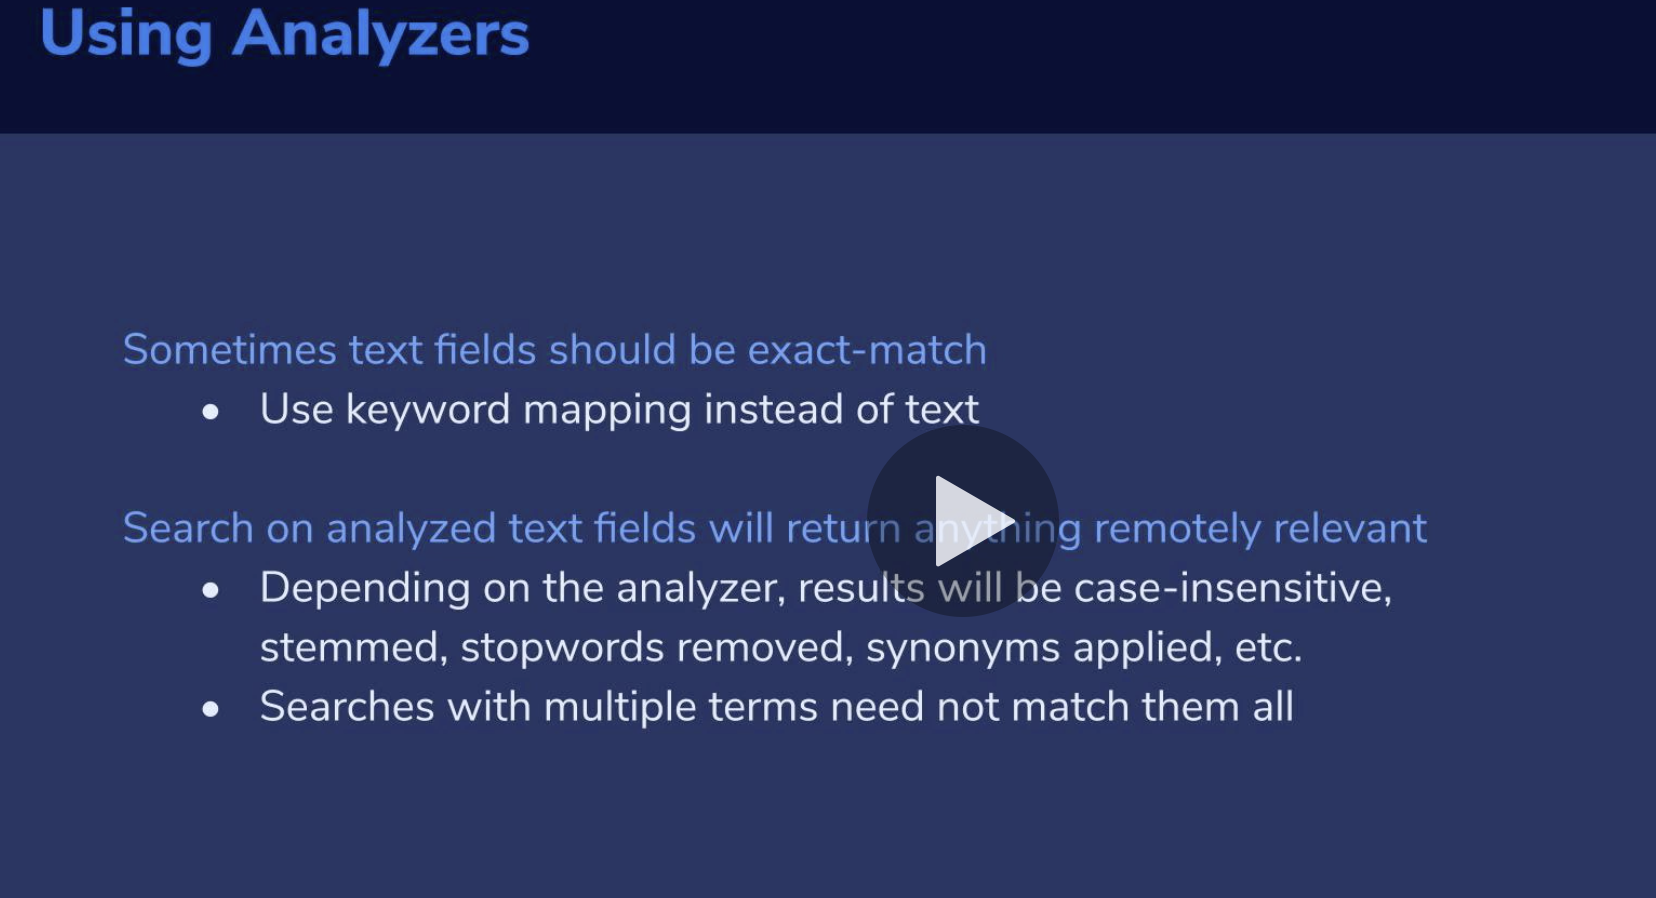 Using Analyzers
Sometimes text fields should be exact-match
● Use keyword mapping instead of text
Search on analyzed text fields will return anything remotely relevant
● Depending on the analyzer, results will be case-insensitive,
stemmed, stopwords removed, synonyms applied, etc.
● Searches with multiple terms need not match them all